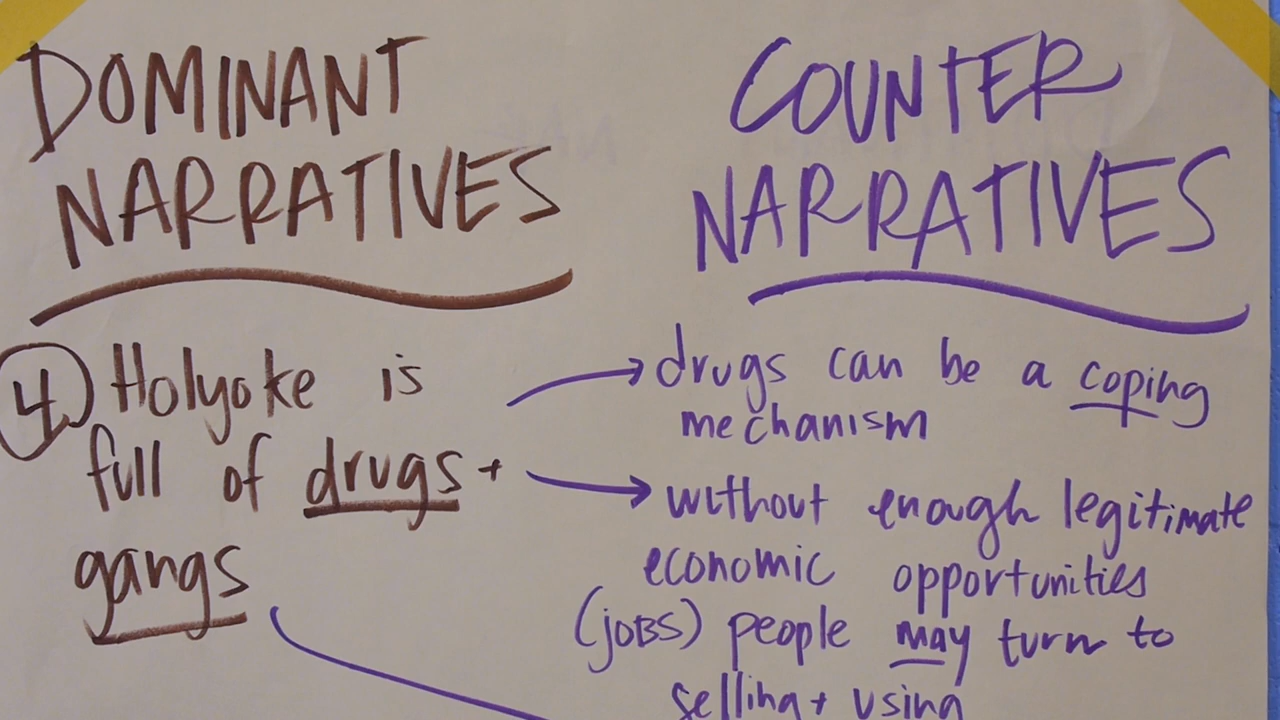 DOMINANT
NARRATIVES
4. Holyoke is
full of drugs +
gangs
COUNTER
NARRATIVES
drugs can be a coping
mechanism
without enough legitimate
economic opportunities
(JOBS) people may turn to
selling + using